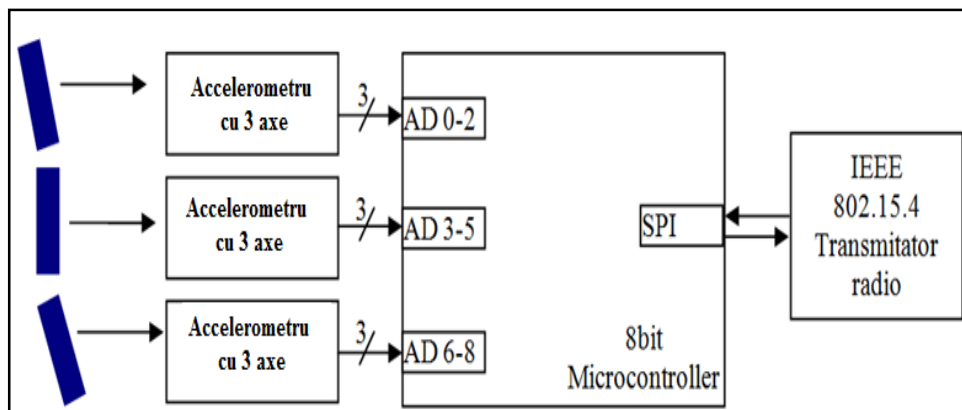 Accelerometru
cu 3 axe
3
AD 0-2
Accelerometru
cu 3 axe
3
AD 3-5
Accelerometru
cu 3 axe
3
AD 6-8
SPI
8bit
Microcontroller
IEEE
802.15.4
Transmitator
radio